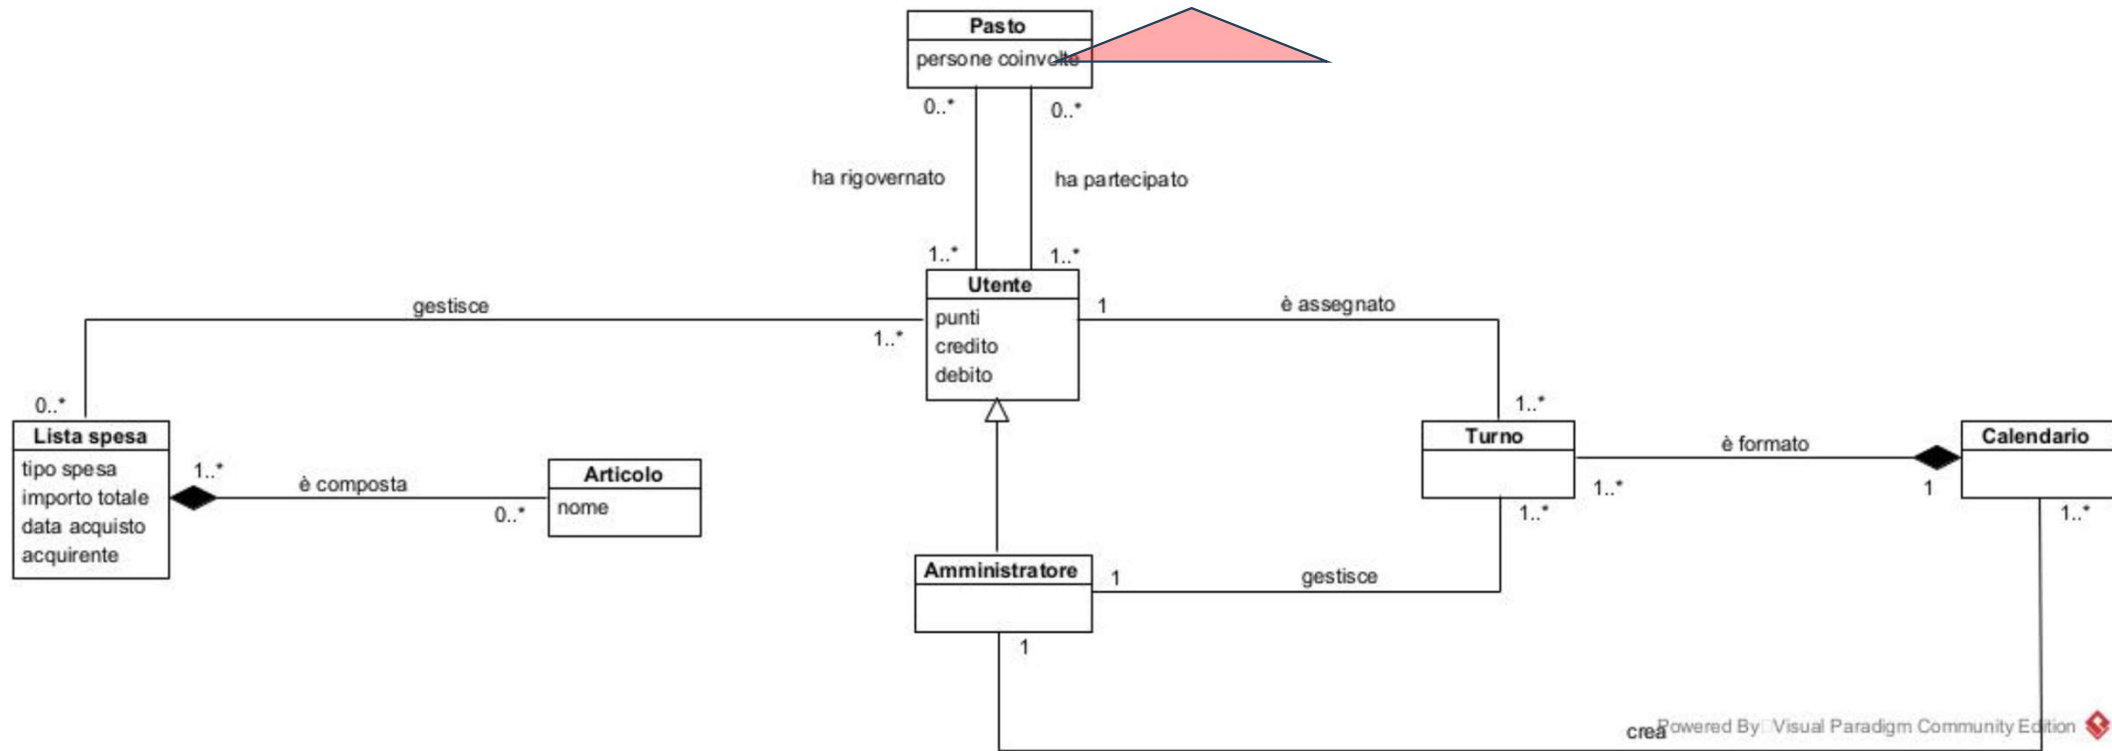 Pasto
persone coinvolte
0..*
0..*
ha rigovernato
ha partecipato
1..*
1..*
Utente
punti
credito
debito
gestisce
1..*
0..*
1
è assegnato
1..*
Lista spesa
tipo spesa
importo totale
data acquisto
acquirente
1..*
è composta
0..*
Articolo
nome
Turno
è formato
1..*
1
Calendario
1..*
1..*
Amministratore
1
gestisce
1
crea
Powered By Visual Paradigm Community Edition